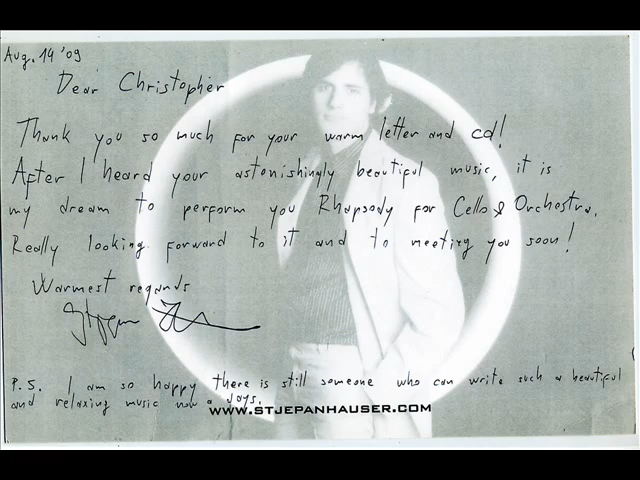 Aug. 14 '09
Dear Christopher
Thank you so much for your warm letter and cd!
After I heard your astonishingly beautiful music, it is
my dream to perform you Rhapsody for Cello & Orchestra.
Really looking forward to it and to meeting you soon!
Warmest regards
P.S. I am so happy there is still someone who can write such a beautiful
and relaxing music now a days.
WWW.STJEPANHAUSER.COM